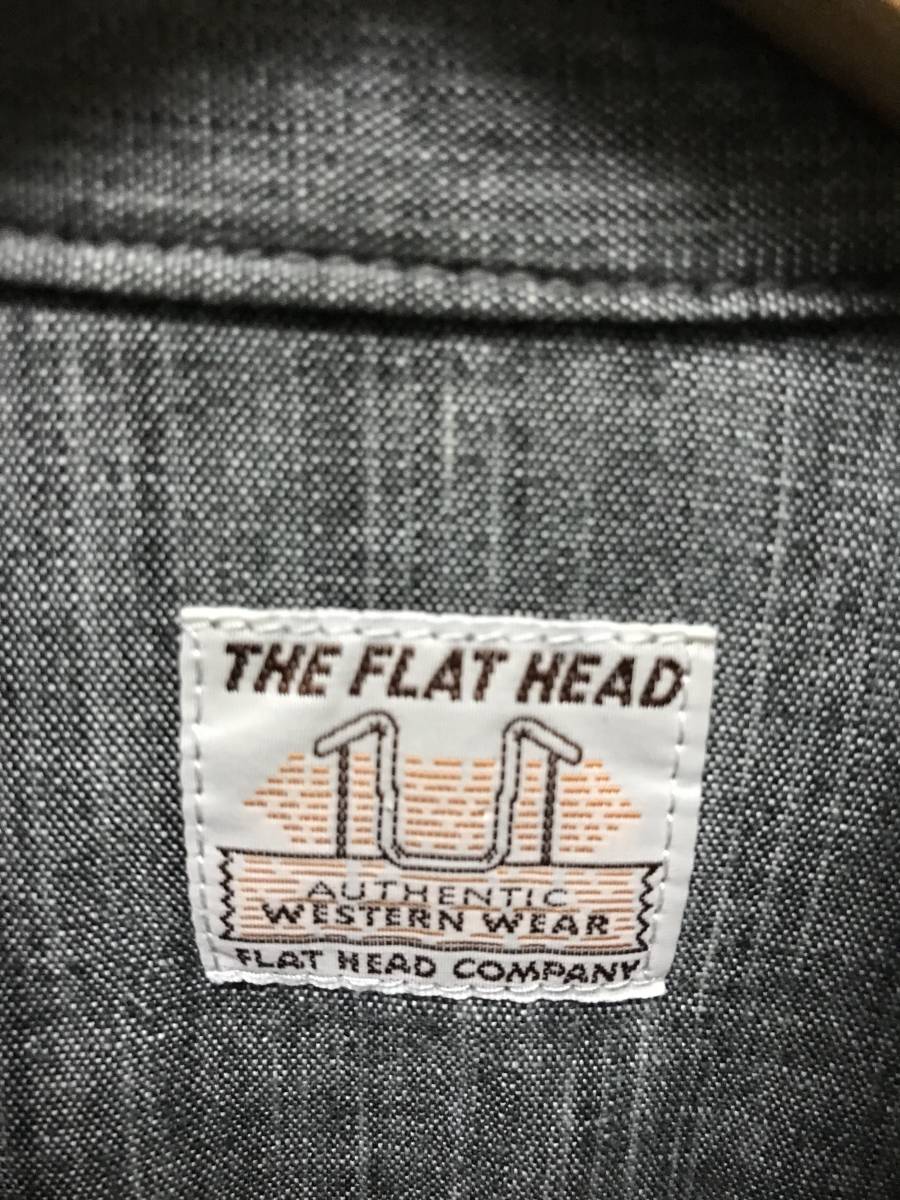 THE FLAT HEAD
AUTHENTIC
WESTERN WEAR
FLAT HEAD COMPANY